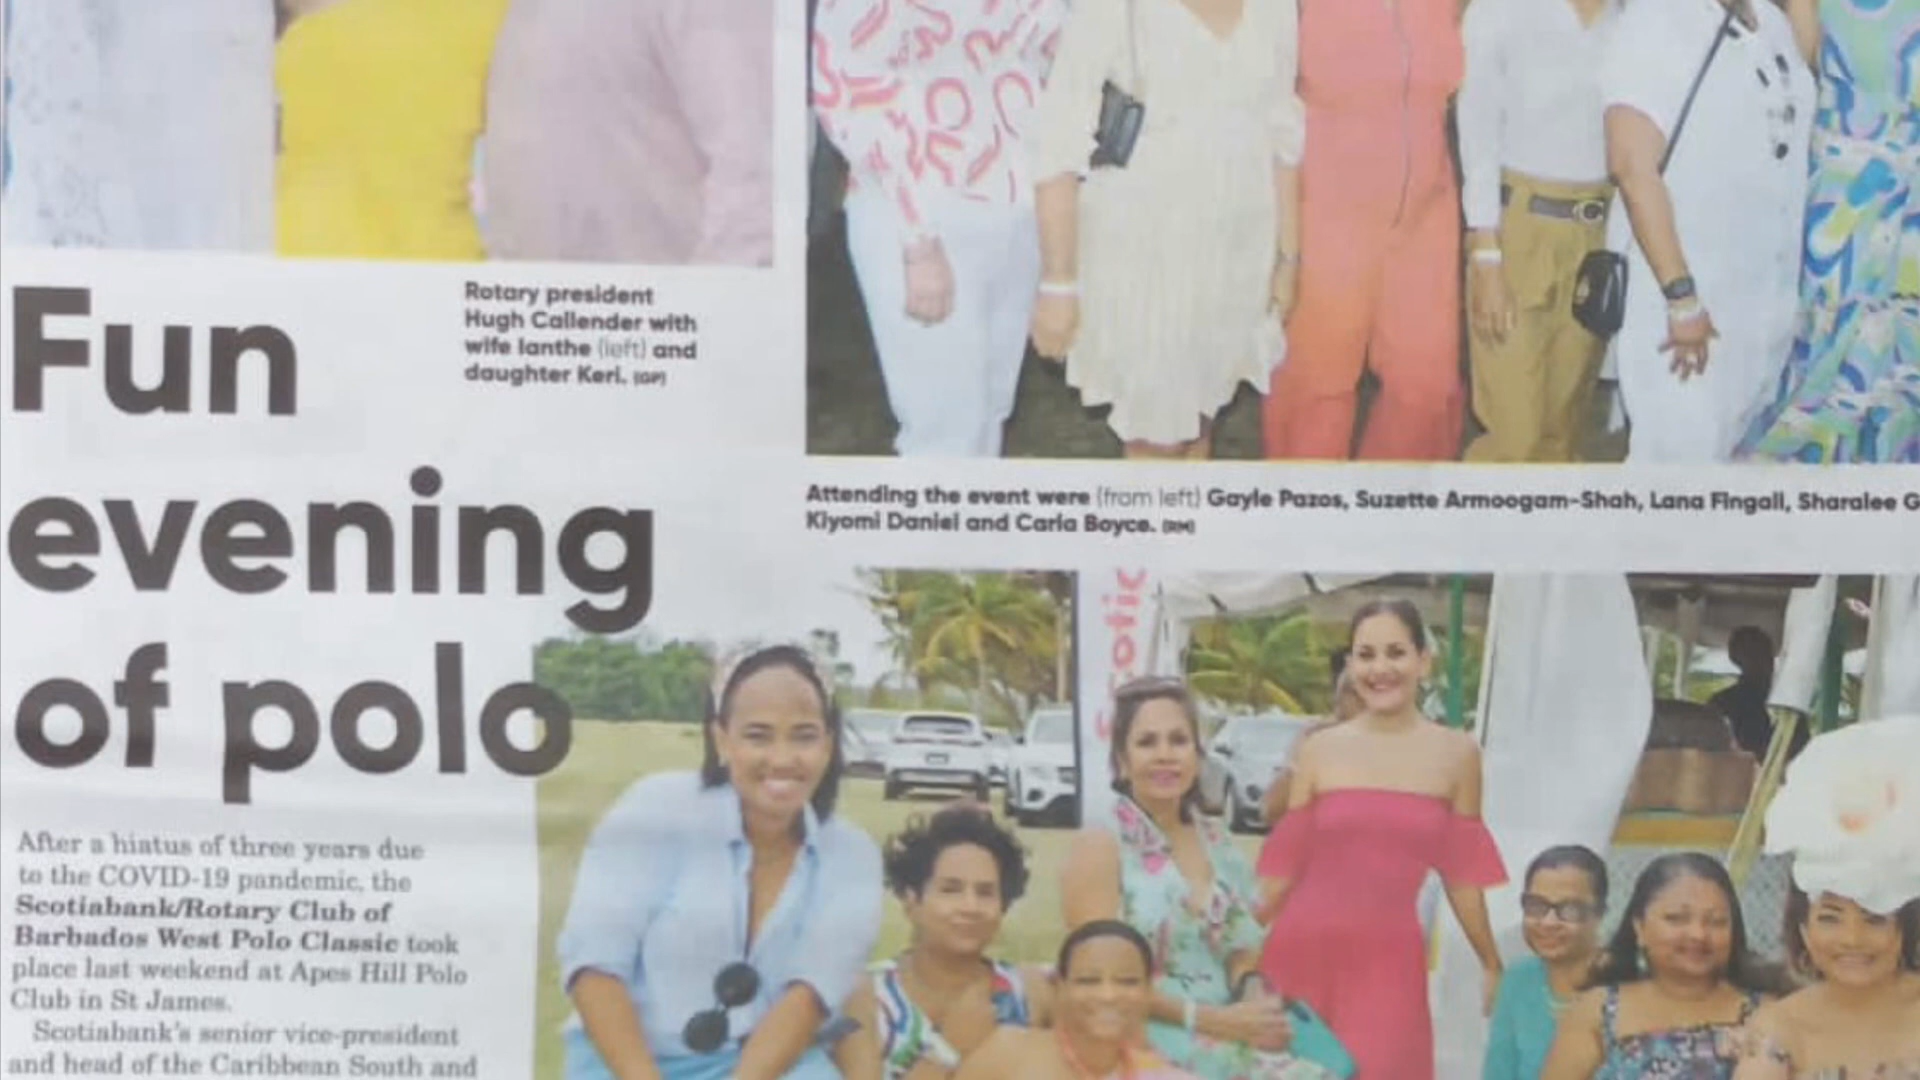 Rotary president
Hugh Callender with
wife Ianthe (left) and
daughter Keri. (GP)
Fun
evening
of polo
After a hiatus of three years due
to the COVID-19 pandemic, the
Scotiabank/Rotary Club of
Barbados West Polo Classic took
place last weekend at Apes Hill Polo
Club in St James.
Scotiabank's senior vice-president
and head of the Caribbean South and
Attending the event were (from left) Gayle Pazos, Suzette Armoogam-Shah, Lana Fingall, Sharalee G
Kiyomi Daniel and Carla Boyce. (RM)
otic